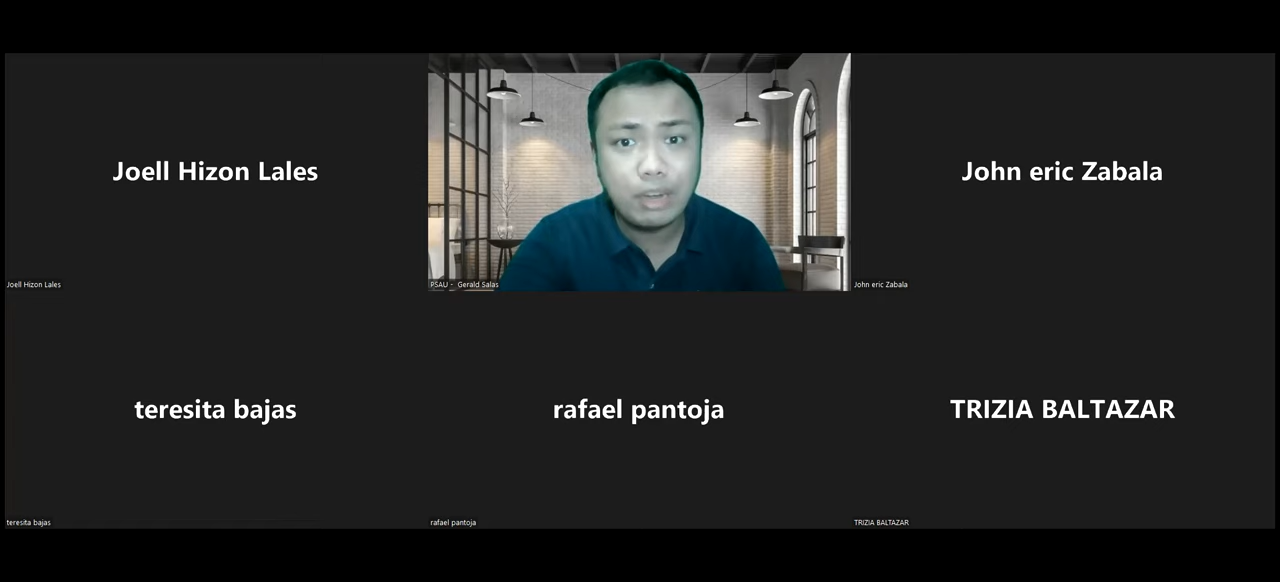 Joell Hizon Lales
John eric Zabala
Joell Hizon Lales
PSAU - Gerald Salas
John eric Zabala
teresita bajas
rafael pantoja
TRIZIA BALTAZAR
teresita bajas
rafael pantoja
TRIZIA BALTAZAR